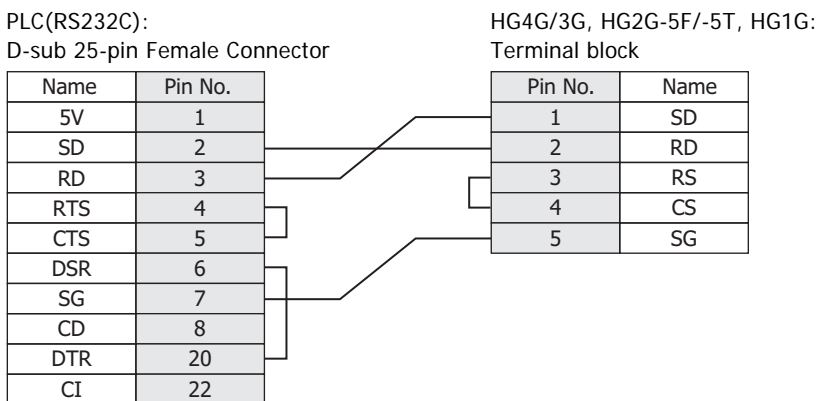 PLC(RS232C):
D-sub 25-pin Female Connector
Name Pin No.
5V 1
SD 2
RD 3
RTS 4
CTS 5
DSR 6
SG 7
CD 8
DTR 20
CI 22
HG4G/3G, HG2G-5F/-5T, HG1G:
Terminal block
Pin No. Name
1 SD
2 RD
3 RS
4 CS
5 SG